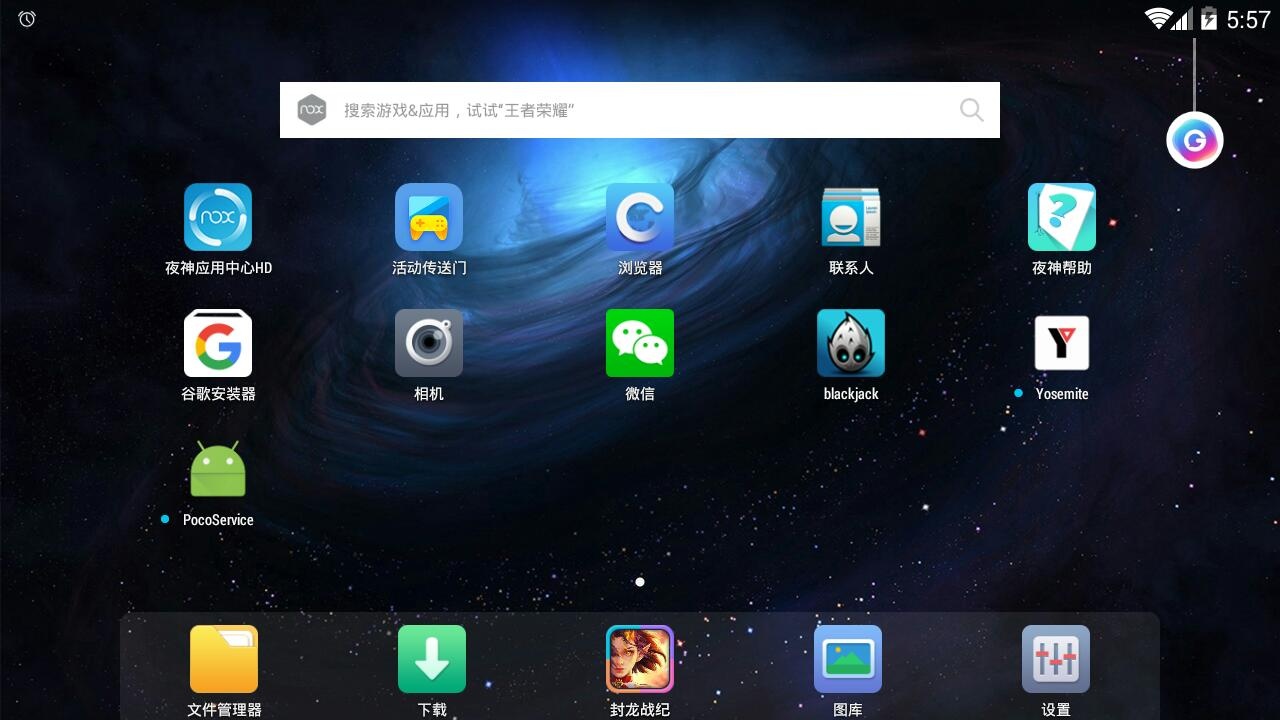 5:57
nox 搜索游戏&应用，试试“王者荣耀”
nox
夜神应用中心HD
活动传送门
浏览器
联系人
夜神帮助
谷歌安装器
相机
微信
blackjack
Yosemite
PocoService
文件管理器
下载
封龙战纪
图库
设置